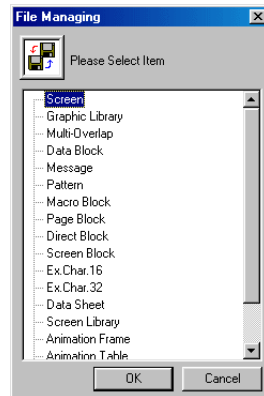 File Managing
Please Select Item
Screen
Graphic Library
Multi-Overlap
Data Block
Message
Pattern
Macro Block
Page Block
Direct Block
Screen Block
Ex.Char.16
Ex.Char.32
Data Sheet
Screen Library
Animation Frame
Animation Table
OK
Cancel